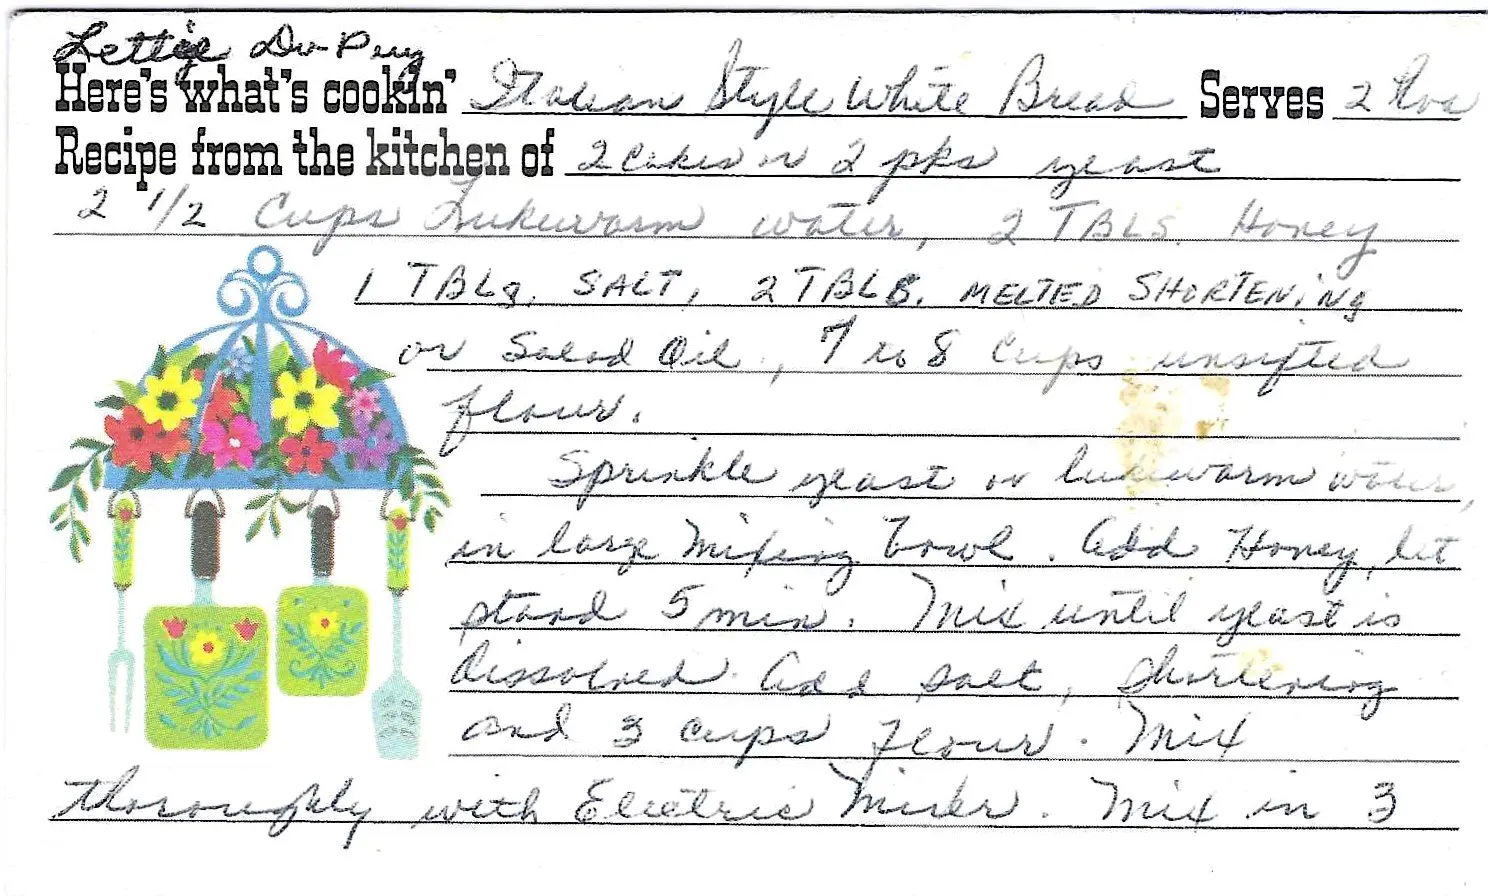 Lettie Du Puy
Here's what's cookin' Italian Style White Bread Serves 2 Loa
Recipe from the kitchen of 2 Cakes or 2 pks yeast
2 1/2 Cups Lukewarm water, 2 TBLS. Honey
1 TBLs. SALT, 2 TBLS. MELTED SHORTENiNg
or Salad Oil, 7 to 8 Cups unsifted
flour.
Sprinkle yeast in lukewarm water,
in large Mixing bowl. Add Honey, let
stand 5 min. Mix until yeast is
dissolved. Add salt, shortening
and 3 cups flour. Mix
thoroughly with Electric Mixer. Mix in 3